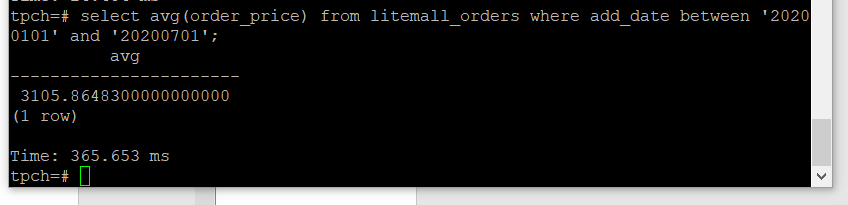 tpch=# select avg(order_price) from litemall_orders where add_date between '2020
0101' and '20200701';
avg
------------------------
3105.8648300000000000
(1 row)
Time: 365.653 ms
tpch=#